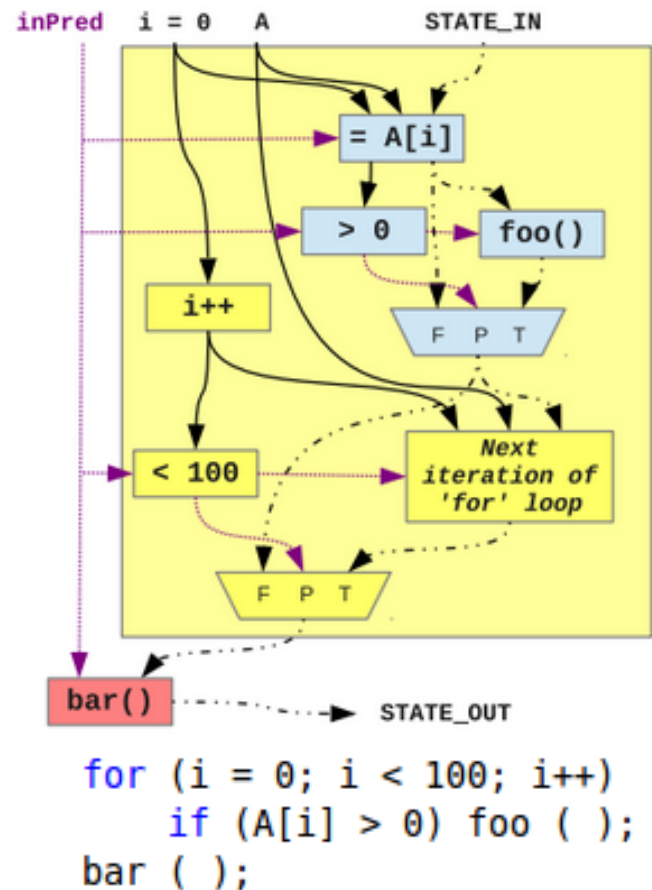 inPred i = 0 A STATE_IN
= A[i]
> 0 foo()
i++
F P T
< 100
Next
iteration of
'for' loop
F P T
bar()
STATE_OUT
for (i = 0; i < 100; i++)
if (A[i] > 0) foo ( );
bar ( );